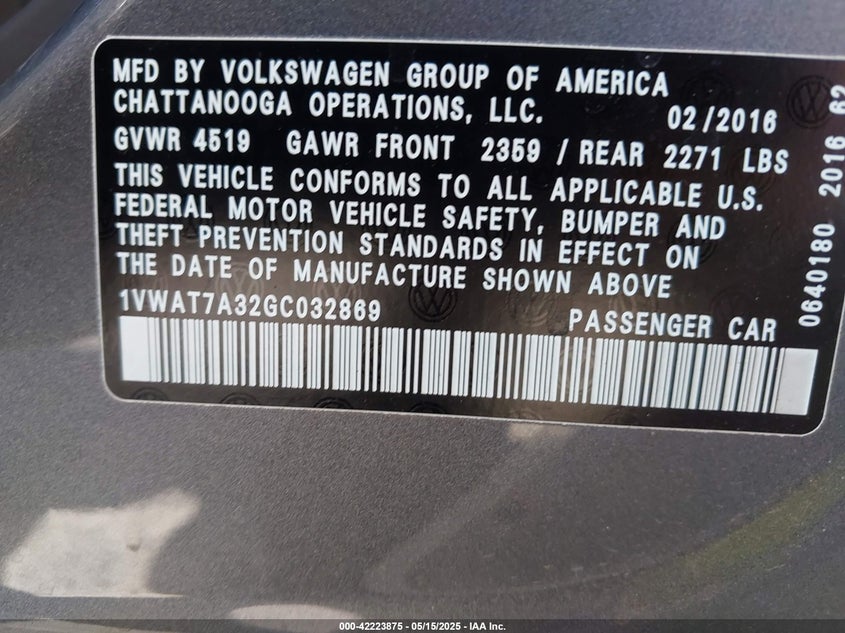 MFD BY VOLKSWAGEN GROUP OF AMERICA
CHATTANOOGA OPERATIONS, LLC. 02/2016
GVWR 4519 GAWR FRONT 2359 / REAR 2271 LBS
THIS VEHICLE CONFORMS TO ALL APPLICABLE U.S.
FEDERAL MOTOR VEHICLE SAFETY, BUMPER AND
THEFT PREVENTION STANDARDS IN EFFECT ON
THE DATE OF MANUFACTURE SHOWN ABOVE
1VWAT7A32GC032869 PASSENGER CAR
0640180 2016 62
000-42223875 - 05/15/2025 - IAA Inc.